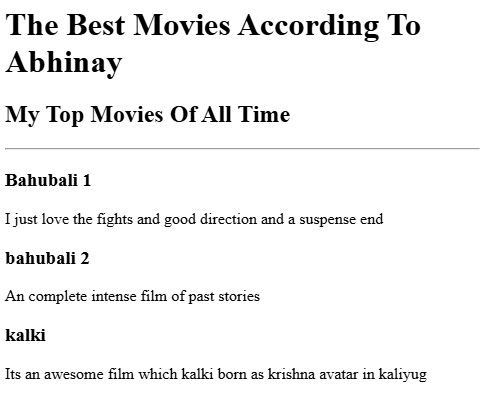 The Best Movies According To
Abhinay
My Top Movies Of All Time
Bahubali 1
I just love the fights and good direction and a suspense end
bahubali 2
An complete intense film of past stories
kalki
Its an awesome film which kalki born as krishna avatar in kaliyug